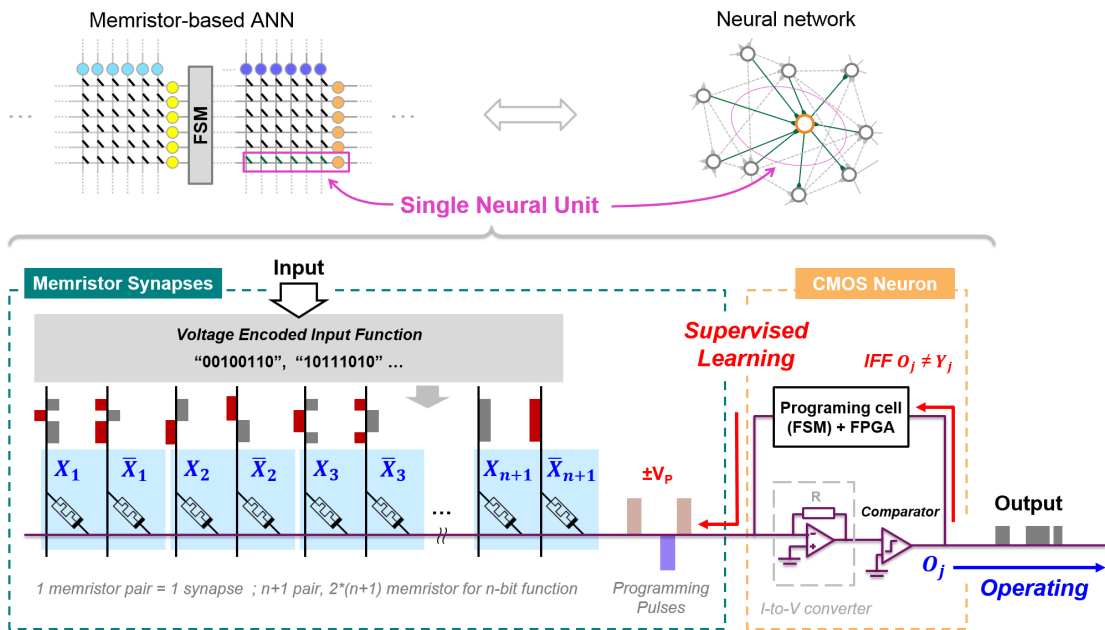 Memristor-based ANN
Neural network
FSM
...
...
Single Neural Unit
Memristor Synapses
Input
CMOS Neuron
Voltage Encoded Input Function
“00100110”, “10111010” ...
Supervised
Learning
IFF O_j ≠ Y_j
Programing cell
(FSM) + FPGA
X_1
X̅_1
X_2
X̅_2
X_3
X̅_3
...
X_{n+1}
X̅_{n+1}
±V_P
R
Comparator
Output
O_j
Operating
1 memristor pair = 1 synapse ; n+1 pair, 2*(n+1) memristor for n-bit function
Programming
Pulses
I-to-V converter